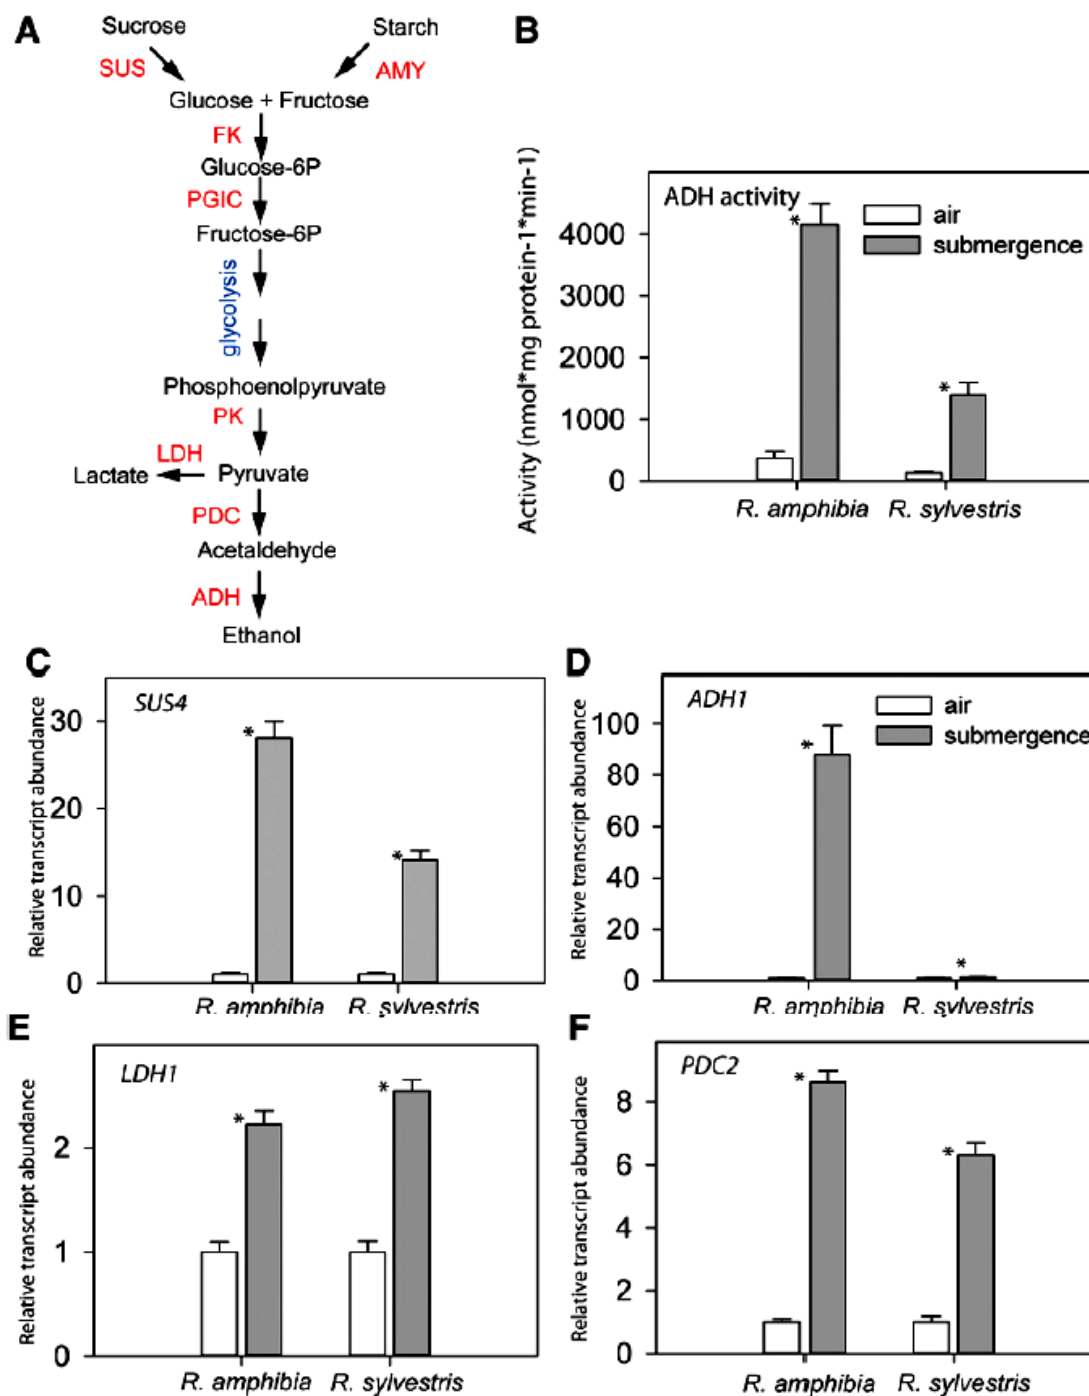 A
Sucrose Starch
SUS AMY
Glucose + Fructose
FK
Glucose-6P
PGIC
Fructose-6P
glycolysis
Phosphoenolpyruvate
PK
LDH
Lactate Pyruvate
PDC
Acetaldehyde
ADH
Ethanol
B
Activity (nmol*mg protein-1*min-1)
ADH activity
air
submergence
4000
3000
2000
1000
0
*
*
R. amphibia R. sylvestris
C
Relative transcript abundance
SUS4
30
20
10
0
*
*
R. amphibia R. sylvestris
D
Relative transcript abundance
ADH1
air
submergence
100
80
60
40
20
0
*
*
R. amphibia R. sylvestris
E
Relative transcript abundance
LDH1
2
1
0
*
*
R. amphibia R. sylvestris
F
Relative transcript abundance
PDC2
8
6
4
2
0
*
*
R. amphibia R. sylvestris